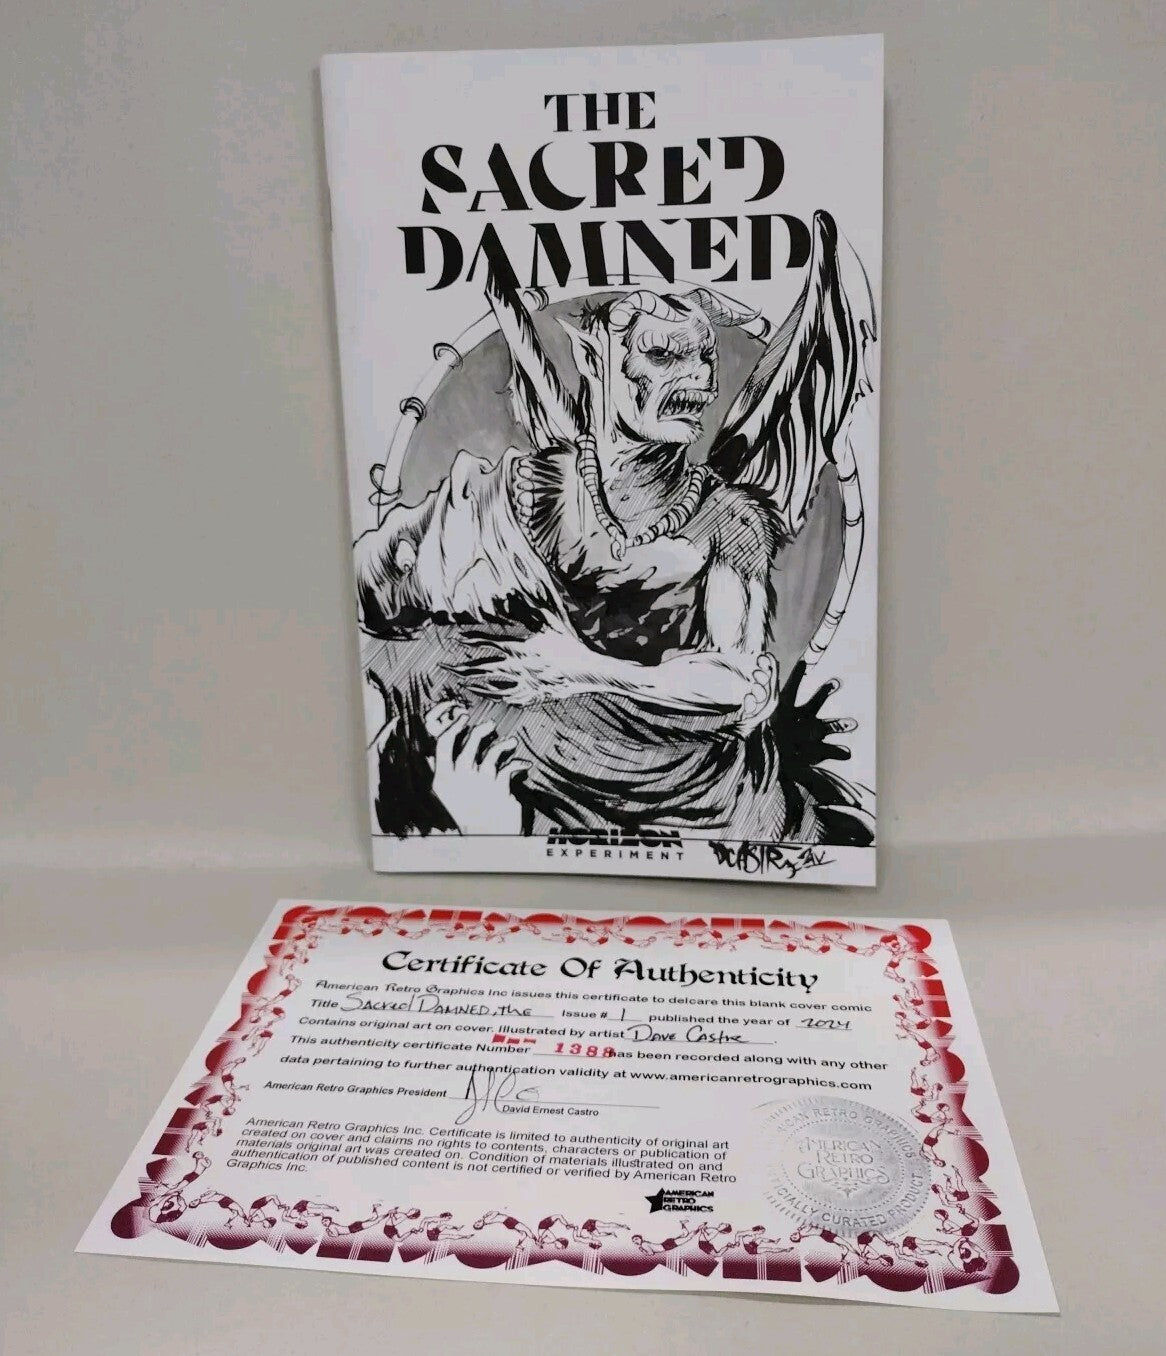 THE
SACRED
DAMNED
HORIZON
EXPERIMENT
DCASTRO
Certificate Of Authenticity
American Retro Graphics Inc issues this certificate to delcare this blank cover comic
Title Sacred Damned, the Issue # 1 published the year of 2024
Contains original art on cover. Illustrated by artist Dave Castro.
This authenticity certificate Number 1388 has been recorded along with any other
data pertaining to further authentication validity at www.americanretrographics.com
American Retro Graphics President
David Ernest Castro
American Retro Graphics Inc. Certificate is limited to authenticity of original art
created on cover and claims no rights to contents, characters or publication of
materials original art was created on. Condition of materials illustrated on and
authentication of published content is not certified or verified by American Retro
Graphics Inc.
AMERICAN
RETRO
GRAPHICS
AMERICAN
RETRO
GRAPHICS